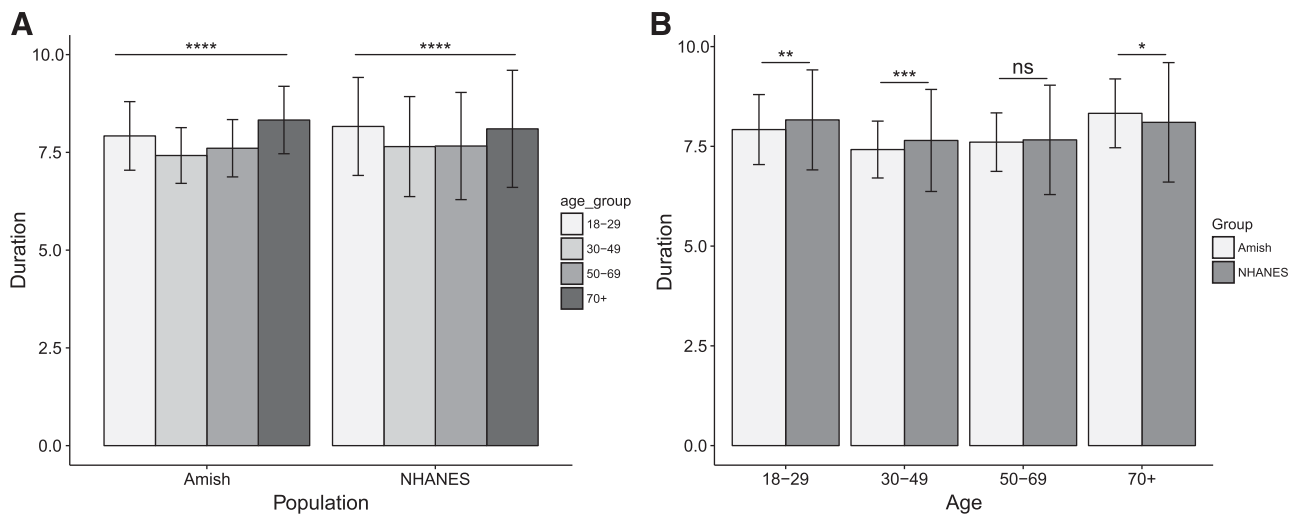 A
Duration
10.0
7.5
5.0
2.5
0.0
****
****
Amish
NHANES
Population
age_group
18−29
30−49
50−69
70+
B
Duration
10.0
7.5
5.0
2.5
0.0
**
***
ns
*
18−29
30−49
50−69
70+
Age
Group
Amish
NHANES